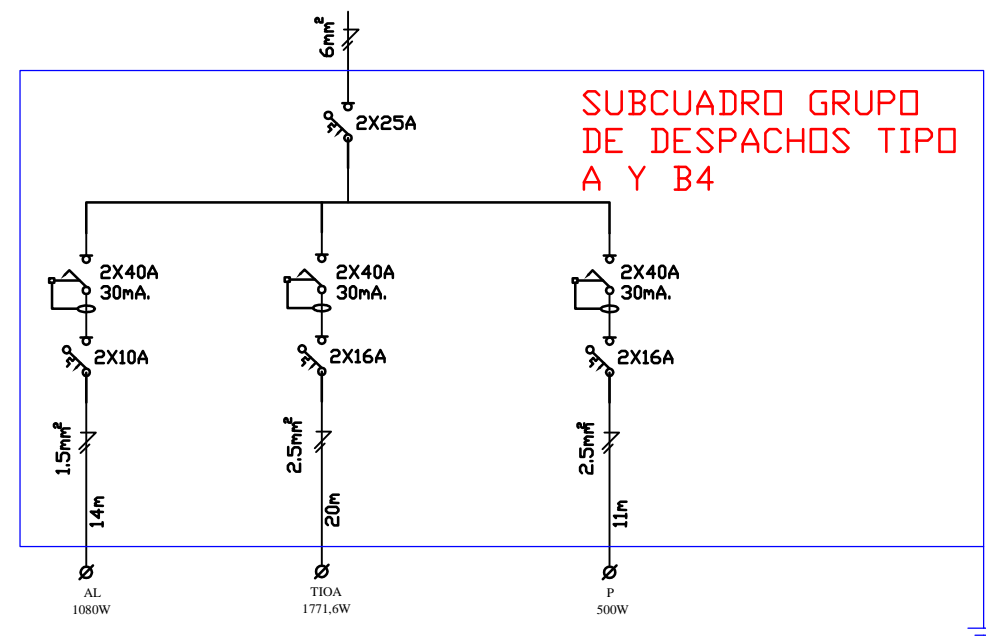 6mm²
2X25A
SUBCUADRO GRUPO
DE DESPACHOS TIPO
A Y B4
2X40A
30mA.
2X40A
30mA.
2X40A
30mA.
2X10A
2X16A
2X16A
1.5mm²
2.5mm²
2.5mm²
14m
20m
11m
AL
1080W
TIOA
1771,6W
P
500W